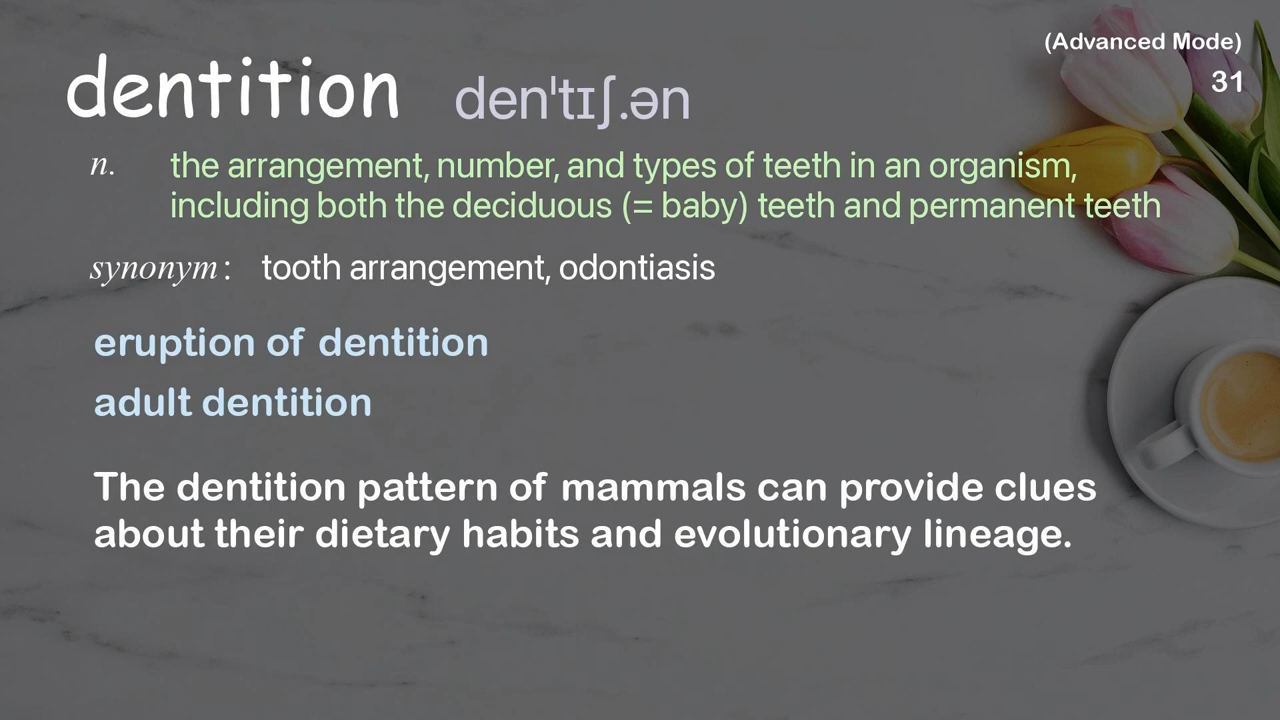 (Advanced Mode)
31
dentition den'tɪʃ.ən
n. the arrangement, number, and types of teeth in an organism,
including both the deciduous (= baby) teeth and permanent teeth
synonym: tooth arrangement, odontiasis
eruption of dentition
adult dentition
The dentition pattern of mammals can provide clues
about their dietary habits and evolutionary lineage.